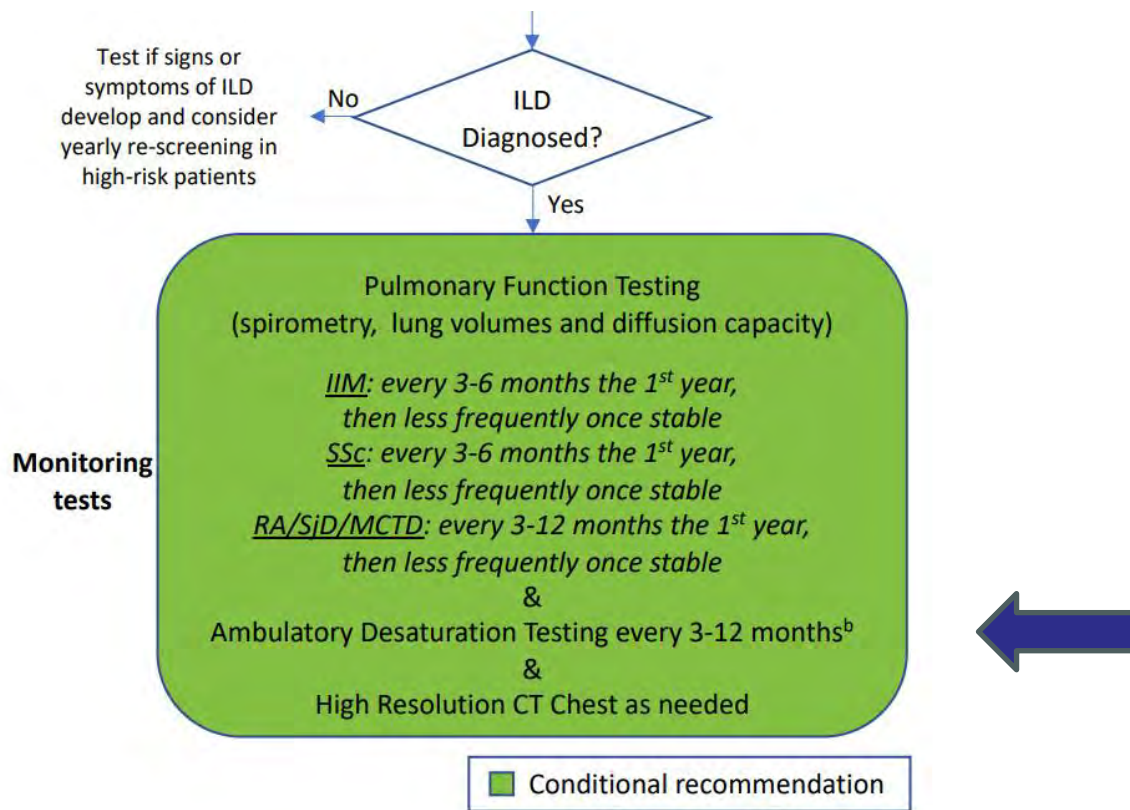 Test if signs or
symptoms of ILD
develop and consider
yearly re-screening in
high-risk patients
No
ILD
Diagnosed?
Yes
Monitoring
tests
Pulmonary Function Testing
(spirometry, lung volumes and diffusion capacity)
IIM: every 3-6 months the 1st year,
then less frequently once stable
SSc: every 3-6 months the 1st year,
then less frequently once stable
RA/SjD/MCTD: every 3-12 months the 1st year,
then less frequently once stable
&
Ambulatory Desaturation Testing every 3-12 monthsb
&
High Resolution CT Chest as needed
Conditional recommendation